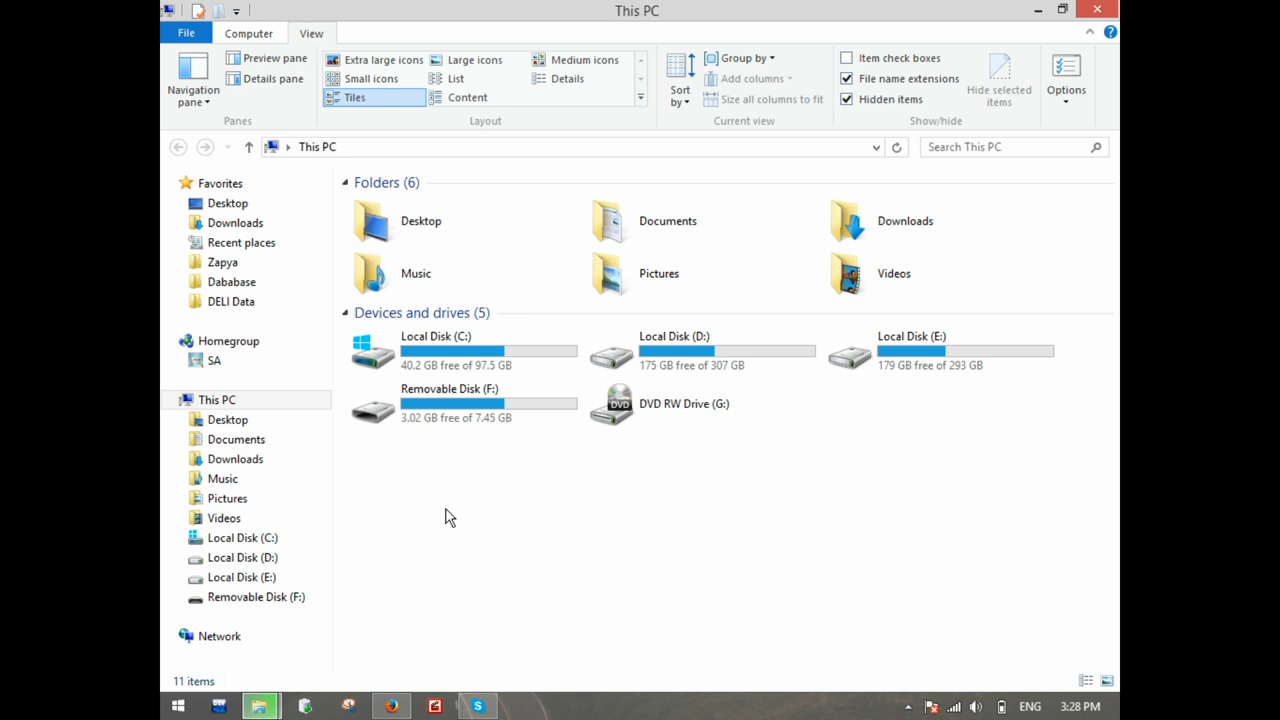 This PC
File Computer View
Navigation pane
Preview pane
Details pane
Panes
Extra large icons Large icons Medium icons
Small icons List Details
Tiles Content
Layout
Sort by
Group by
Add columns
Size all columns to fit
Current view
Item check boxes
File name extensions
Hidden items
Hide selected items
Show/hide
Options
This PC
Search This PC
Favorites
Desktop
Downloads
Recent places
Zapya
Dababase
DELI Data
Homegroup
SA
This PC
Desktop
Documents
Downloads
Music
Pictures
Videos
Local Disk (C:)
Local Disk (D:)
Local Disk (E:)
Removable Disk (F:)
Network
Folders (6)
Desktop Documents Downloads
Music Pictures Videos
Devices and drives (5)
Local Disk (C:)
40.2 GB free of 97.5 GB
Local Disk (D:)
175 GB free of 307 GB
Local Disk (E:)
179 GB free of 293 GB
Removable Disk (F:)
3.02 GB free of 7.45 GB
DVD
DVD RW Drive (G:)
11 items
ENG 3:28 PM